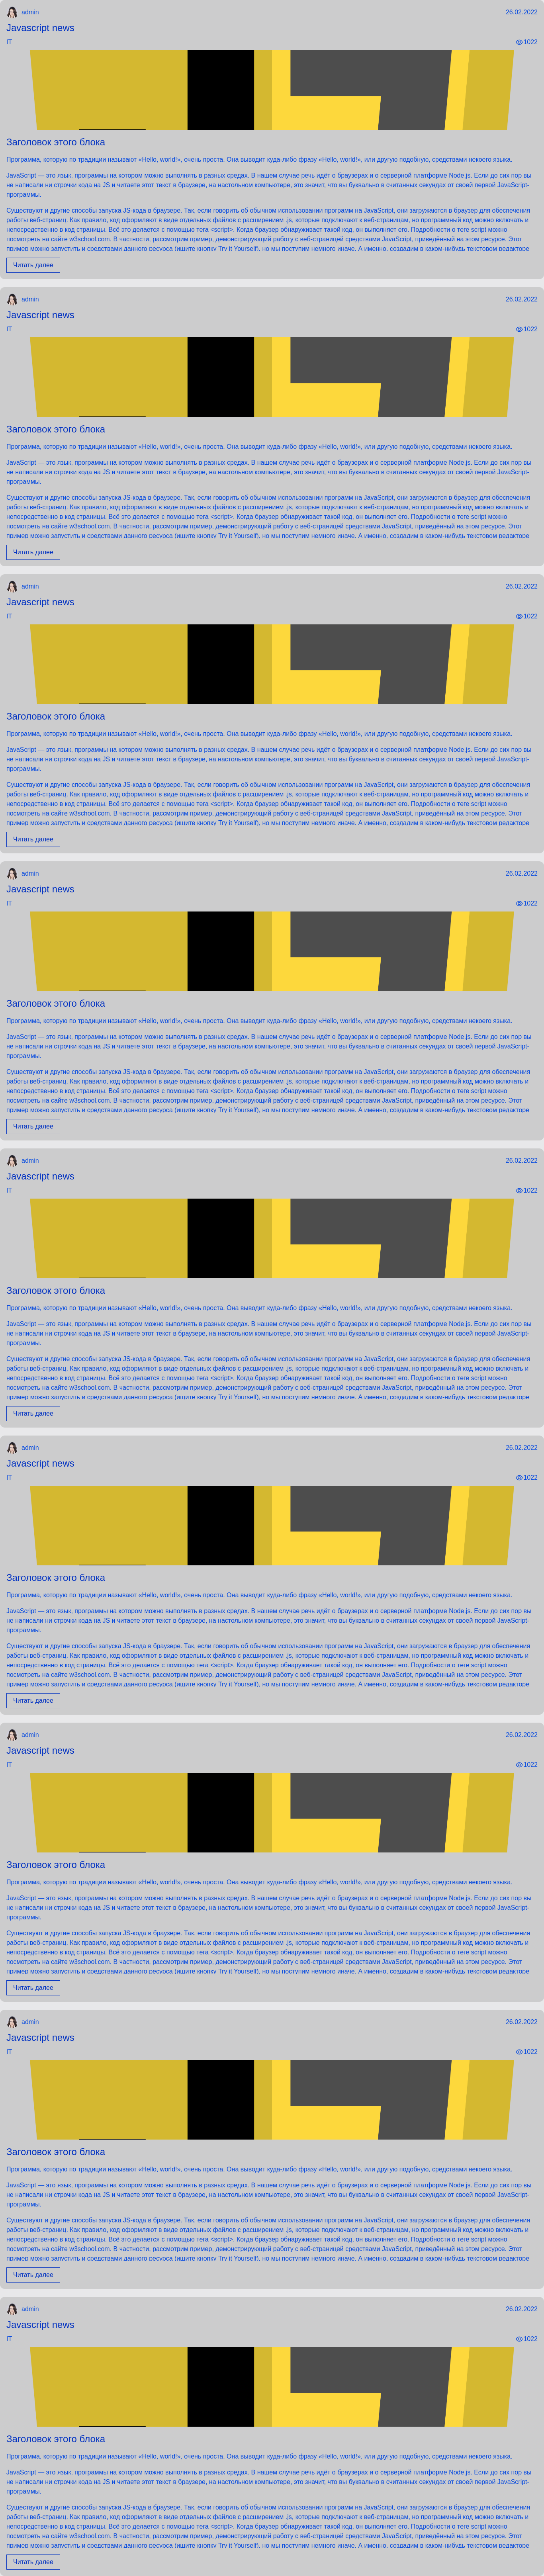 admin 26.02.2022
Javascript news
IT 1022
Заголовок этого блока
Программа, которую по традиции называют «Hello, world!», очень проста. Она выводит куда-либо фразу «Hello, world!», или другую подобную, средствами некоего языка.
JavaScript — это язык, программы на котором можно выполнять в разных средах. В нашем случае речь идёт о браузерах и о серверной платформе Node.js. Если до сих пор вы
не написали ни строчки кода на JS и читаете этот текст в браузере, на настольном компьютере, это значит, что вы буквально в считанных секундах от своей первой JavaScript-
программы.
Существуют и другие способы запуска JS-кода в браузере. Так, если говорить об обычном использовании программ на JavaScript, они загружаются в браузер для обеспечения
работы веб-страниц. Как правило, код оформляют в виде отдельных файлов с расширением .js, которые подключают к веб-страницам, но программный код можно включать и
непосредственно в код страницы. Всё это делается с помощью тега <script>. Когда браузер обнаруживает такой код, он выполняет его. Подробности о теге script можно
посмотреть на сайте w3school.com. В частности, рассмотрим пример, демонстрирующий работу с веб-страницей средствами JavaScript, приведённый на этом ресурсе. Этот
пример можно запустить и средствами данного ресурса (ищите кнопку Try it Yourself), но мы поступим немного иначе. А именно, создадим в каком-нибудь текстовом редакторе
Читать далее
admin 26.02.2022
Javascript news
IT 1022
Заголовок этого блока
Программа, которую по традиции называют «Hello, world!», очень проста. Она выводит куда-либо фразу «Hello, world!», или другую подобную, средствами некоего языка.
JavaScript — это язык, программы на котором можно выполнять в разных средах. В нашем случае речь идёт о браузерах и о серверной платформе Node.js. Если до сих пор вы
не написали ни строчки кода на JS и читаете этот текст в браузере, на настольном компьютере, это значит, что вы буквально в считанных секундах от своей первой JavaScript-
программы.
Существуют и другие способы запуска JS-кода в браузере. Так, если говорить об обычном использовании программ на JavaScript, они загружаются в браузер для обеспечения
работы веб-страниц. Как правило, код оформляют в виде отдельных файлов с расширением .js, которые подключают к веб-страницам, но программный код можно включать и
непосредственно в код страницы. Всё это делается с помощью тега <script>. Когда браузер обнаруживает такой код, он выполняет его. Подробности о теге script можно
посмотреть на сайте w3school.com. В частности, рассмотрим пример, демонстрирующий работу с веб-страницей средствами JavaScript, приведённый на этом ресурсе. Этот
пример можно запустить и средствами данного ресурса (ищите кнопку Try it Yourself), но мы поступим немного иначе. А именно, создадим в каком-нибудь текстовом редакторе
Читать далее
admin 26.02.2022
Javascript news
IT 1022
Заголовок этого блока
Программа, которую по традиции называют «Hello, world!», очень проста. Она выводит куда-либо фразу «Hello, world!», или другую подобную, средствами некоего языка.
JavaScript — это язык, программы на котором можно выполнять в разных средах. В нашем случае речь идёт о браузерах и о серверной платформе Node.js. Если до сих пор вы
не написали ни строчки кода на JS и читаете этот текст в браузере, на настольном компьютере, это значит, что вы буквально в считанных секундах от своей первой JavaScript-
программы.
Существуют и другие способы запуска JS-кода в браузере. Так, если говорить об обычном использовании программ на JavaScript, они загружаются в браузер для обеспечения
работы веб-страниц. Как правило, код оформляют в виде отдельных файлов с расширением .js, которые подключают к веб-страницам, но программный код можно включать и
непосредственно в код страницы. Всё это делается с помощью тега <script>. Когда браузер обнаруживает такой код, он выполняет его. Подробности о теге script можно
посмотреть на сайте w3school.com. В частности, рассмотрим пример, демонстрирующий работу с веб-страницей средствами JavaScript, приведённый на этом ресурсе. Этот
пример можно запустить и средствами данного ресурса (ищите кнопку Try it Yourself), но мы поступим немного иначе. А именно, создадим в каком-нибудь текстовом редакторе
Читать далее
admin 26.02.2022
Javascript news
IT 1022
Заголовок этого блока
Программа, которую по традиции называют «Hello, world!», очень проста. Она выводит куда-либо фразу «Hello, world!», или другую подобную, средствами некоего языка.
JavaScript — это язык, программы на котором можно выполнять в разных средах. В нашем случае речь идёт о браузерах и о серверной платформе Node.js. Если до сих пор вы
не написали ни строчки кода на JS и читаете этот текст в браузере, на настольном компьютере, это значит, что вы буквально в считанных секундах от своей первой JavaScript-
программы.
Существуют и другие способы запуска JS-кода в браузере. Так, если говорить об обычном использовании программ на JavaScript, они загружаются в браузер для обеспечения
работы веб-страниц. Как правило, код оформляют в виде отдельных файлов с расширением .js, которые подключают к веб-страницам, но программный код можно включать и
непосредственно в код страницы. Всё это делается с помощью тега <script>. Когда браузер обнаруживает такой код, он выполняет его. Подробности о теге script можно
посмотреть на сайте w3school.com. В частности, рассмотрим пример, демонстрирующий работу с веб-страницей средствами JavaScript, приведённый на этом ресурсе. Этот
пример можно запустить и средствами данного ресурса (ищите кнопку Try it Yourself), но мы поступим немного иначе. А именно, создадим в каком-нибудь текстовом редакторе
Читать далее
admin 26.02.2022
Javascript news
IT 1022
Заголовок этого блока
Программа, которую по традиции называют «Hello, world!», очень проста. Она выводит куда-либо фразу «Hello, world!», или другую подобную, средствами некоего языка.
JavaScript — это язык, программы на котором можно выполнять в разных средах. В нашем случае речь идёт о браузерах и о серверной платформе Node.js. Если до сих пор вы
не написали ни строчки кода на JS и читаете этот текст в браузере, на настольном компьютере, это значит, что вы буквально в считанных секундах от своей первой JavaScript-
программы.
Существуют и другие способы запуска JS-кода в браузере. Так, если говорить об обычном использовании программ на JavaScript, они загружаются в браузер для обеспечения
работы веб-страниц. Как правило, код оформляют в виде отдельных файлов с расширением .js, которые подключают к веб-страницам, но программный код можно включать и
непосредственно в код страницы. Всё это делается с помощью тега <script>. Когда браузер обнаруживает такой код, он выполняет его. Подробности о теге script можно
посмотреть на сайте w3school.com. В частности, рассмотрим пример, демонстрирующий работу с веб-страницей средствами JavaScript, приведённый на этом ресурсе. Этот
пример можно запустить и средствами данного ресурса (ищите кнопку Try it Yourself), но мы поступим немного иначе. А именно, создадим в каком-нибудь текстовом редакторе
Читать далее
admin 26.02.2022
Javascript news
IT 1022
Заголовок этого блока
Программа, которую по традиции называют «Hello, world!», очень проста. Она выводит куда-либо фразу «Hello, world!», или другую подобную, средствами некоего языка.
JavaScript — это язык, программы на котором можно выполнять в разных средах. В нашем случае речь идёт о браузерах и о серверной платформе Node.js. Если до сих пор вы
не написали ни строчки кода на JS и читаете этот текст в браузере, на настольном компьютере, это значит, что вы буквально в считанных секундах от своей первой JavaScript-
программы.
Существуют и другие способы запуска JS-кода в браузере. Так, если говорить об обычном использовании программ на JavaScript, они загружаются в браузер для обеспечения
работы веб-страниц. Как правило, код оформляют в виде отдельных файлов с расширением .js, которые подключают к веб-страницам, но программный код можно включать и
непосредственно в код страницы. Всё это делается с помощью тега <script>. Когда браузер обнаруживает такой код, он выполняет его. Подробности о теге script можно
посмотреть на сайте w3school.com. В частности, рассмотрим пример, демонстрирующий работу с веб-страницей средствами JavaScript, приведённый на этом ресурсе. Этот
пример можно запустить и средствами данного ресурса (ищите кнопку Try it Yourself), но мы поступим немного иначе. А именно, создадим в каком-нибудь текстовом редакторе
Читать далее
admin 26.02.2022
Javascript news
IT 1022
Заголовок этого блока
Программа, которую по традиции называют «Hello, world!», очень проста. Она выводит куда-либо фразу «Hello, world!», или другую подобную, средствами некоего языка.
JavaScript — это язык, программы на котором можно выполнять в разных средах. В нашем случае речь идёт о браузерах и о серверной платформе Node.js. Если до сих пор вы
не написали ни строчки кода на JS и читаете этот текст в браузере, на настольном компьютере, это значит, что вы буквально в считанных секундах от своей первой JavaScript-
программы.
Существуют и другие способы запуска JS-кода в браузере. Так, если говорить об обычном использовании программ на JavaScript, они загружаются в браузер для обеспечения
работы веб-страниц. Как правило, код оформляют в виде отдельных файлов с расширением .js, которые подключают к веб-страницам, но программный код можно включать и
непосредственно в код страницы. Всё это делается с помощью тега <script>. Когда браузер обнаруживает такой код, он выполняет его. Подробности о теге script можно
посмотреть на сайте w3school.com. В частности, рассмотрим пример, демонстрирующий работу с веб-страницей средствами JavaScript, приведённый на этом ресурсе. Этот
пример можно запустить и средствами данного ресурса (ищите кнопку Try it Yourself), но мы поступим немного иначе. А именно, создадим в каком-нибудь текстовом редакторе
Читать далее
admin 26.02.2022
Javascript news
IT 1022
Заголовок этого блока
Программа, которую по традиции называют «Hello, world!», очень проста. Она выводит куда-либо фразу «Hello, world!», или другую подобную, средствами некоего языка.
JavaScript — это язык, программы на котором можно выполнять в разных средах. В нашем случае речь идёт о браузерах и о серверной платформе Node.js. Если до сих пор вы
не написали ни строчки кода на JS и читаете этот текст в браузере, на настольном компьютере, это значит, что вы буквально в считанных секундах от своей первой JavaScript-
программы.
Существуют и другие способы запуска JS-кода в браузере. Так, если говорить об обычном использовании программ на JavaScript, они загружаются в браузер для обеспечения
работы веб-страниц. Как правило, код оформляют в виде отдельных файлов с расширением .js, которые подключают к веб-страницам, но программный код можно включать и
непосредственно в код страницы. Всё это делается с помощью тега <script>. Когда браузер обнаруживает такой код, он выполняет его. Подробности о теге script можно
посмотреть на сайте w3school.com. В частности, рассмотрим пример, демонстрирующий работу с веб-страницей средствами JavaScript, приведённый на этом ресурсе. Этот
пример можно запустить и средствами данного ресурса (ищите кнопку Try it Yourself), но мы поступим немного иначе. А именно, создадим в каком-нибудь текстовом редакторе
Читать далее
admin 26.02.2022
Javascript news
IT 1022
Заголовок этого блока
Программа, которую по традиции называют «Hello, world!», очень проста. Она выводит куда-либо фразу «Hello, world!», или другую подобную, средствами некоего языка.
JavaScript — это язык, программы на котором можно выполнять в разных средах. В нашем случае речь идёт о браузерах и о серверной платформе Node.js. Если до сих пор вы
не написали ни строчки кода на JS и читаете этот текст в браузере, на настольном компьютере, это значит, что вы буквально в считанных секундах от своей первой JavaScript-
программы.
Существуют и другие способы запуска JS-кода в браузере. Так, если говорить об обычном использовании программ на JavaScript, они загружаются в браузер для обеспечения
работы веб-страниц. Как правило, код оформляют в виде отдельных файлов с расширением .js, которые подключают к веб-страницам, но программный код можно включать и
непосредственно в код страницы. Всё это делается с помощью тега <script>. Когда браузер обнаруживает такой код, он выполняет его. Подробности о теге script можно
посмотреть на сайте w3school.com. В частности, рассмотрим пример, демонстрирующий работу с веб-страницей средствами JavaScript, приведённый на этом ресурсе. Этот
пример можно запустить и средствами данного ресурса (ищите кнопку Try it Yourself), но мы поступим немного иначе. А именно, создадим в каком-нибудь текстовом редакторе
Читать далее